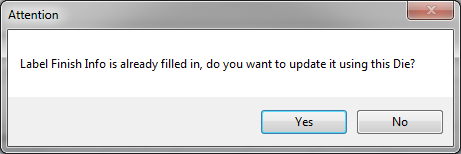 Attention
Label Finish Info is already filled in, do you want to update it using this Die?
Yes
No